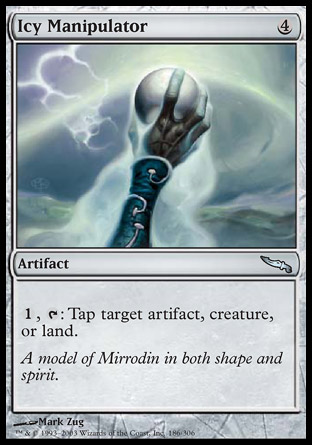 Icy Manipulator 4
Artifact
1, : Tap target artifact, creature,
or land.
A model of Mirrodin in both shape and
spirit.
Mark Zug
™ & © 1993–2003 Wizards of the Coast, Inc. 186/306